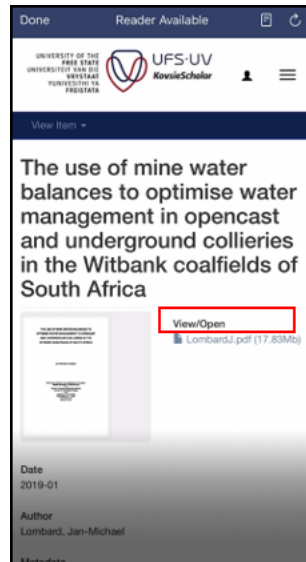 Done Reader Available
UNIVERSITY OF THE
FREE STATE
UNIVERSITEIT VAN DIE
VRYSTAAT
YUNIVESITHI YA
FREISTATA
UFS·UV
KovsieScholar
View Item
The use of mine water
balances to optimise water
management in opencast
and underground collieries
in the Witbank coalfields of
South Africa
View/Open
LombardJ.pdf (17.83Mb)
Date
2019-01
Author
Lombard, Jan-Michael
Metadata